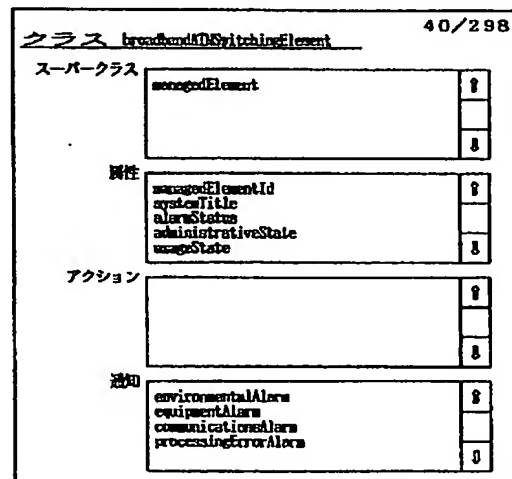 40/298
クラス broadbandATMSwitchingElement
スーパークラス
managedElement
属性
managedElementId
systemTitle
alarmStatus
administrativeState
usageState
アクション
通知
environmentalAlarm
equipmentAlarm
communicationsAlarm
processingErrorAlarm